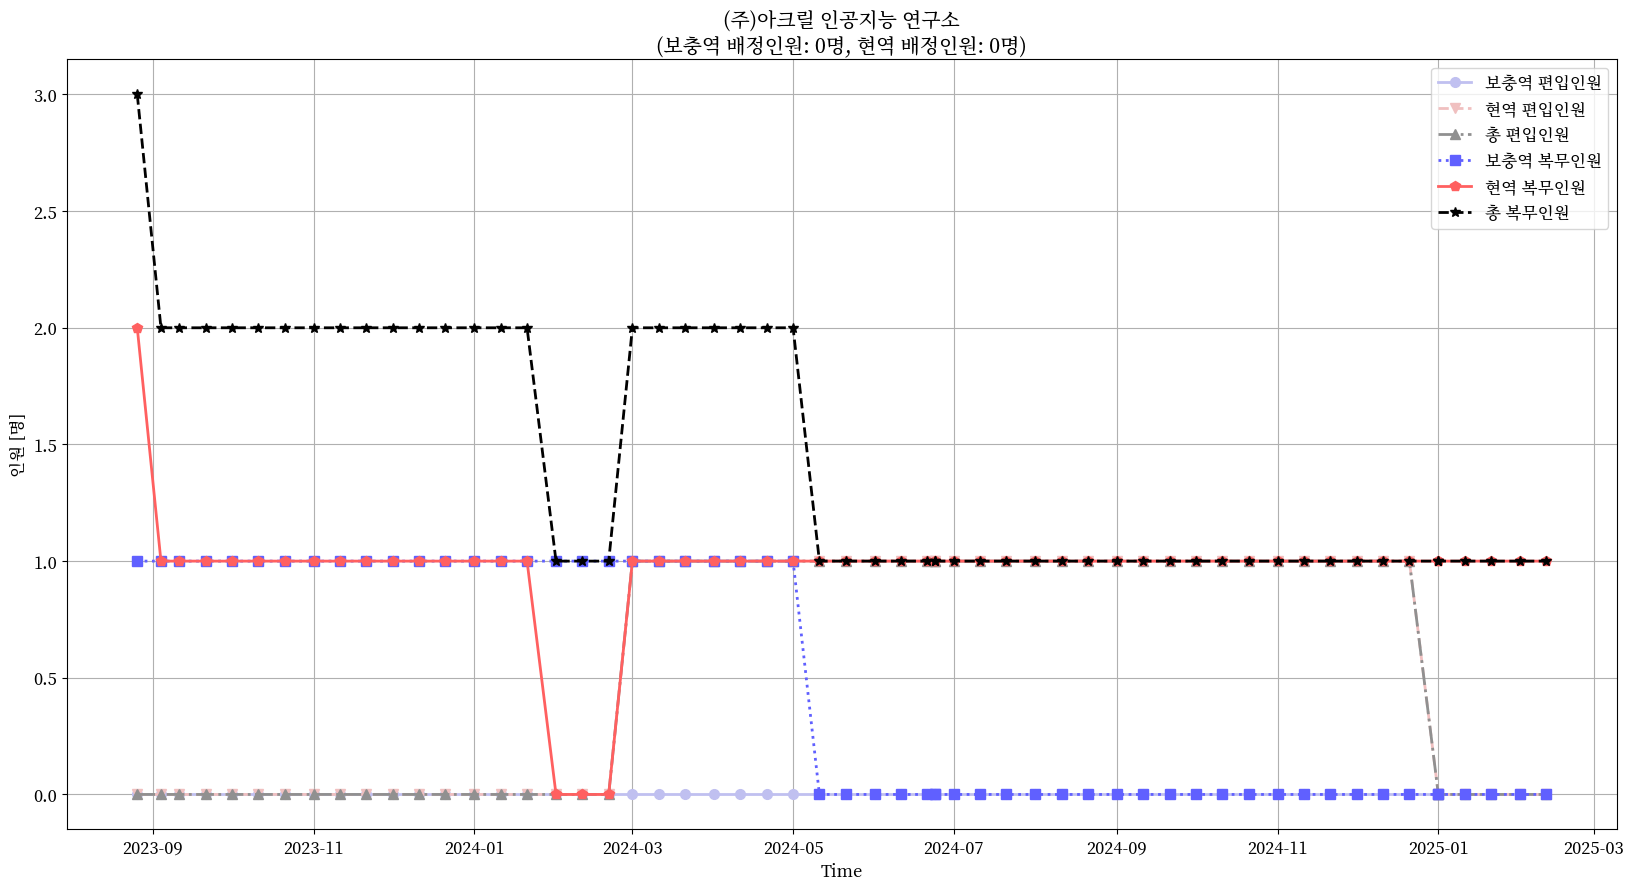 (주)아크릴 인공지능 연구소
(보충역 배정인원: 0명, 현역 배정인원: 0명)
보충역 편입인원
현역 편입인원
총 편입인원
보충역 복무인원
현역 복무인원
총 복무인원
3.0
2.5
2.0
1.5
1.0
0.5
0.0
인원 [명]
2023-09 2023-11 2024-01 2024-03 2024-05 2024-07 2024-09 2024-11 2025-01 2025-03
Time